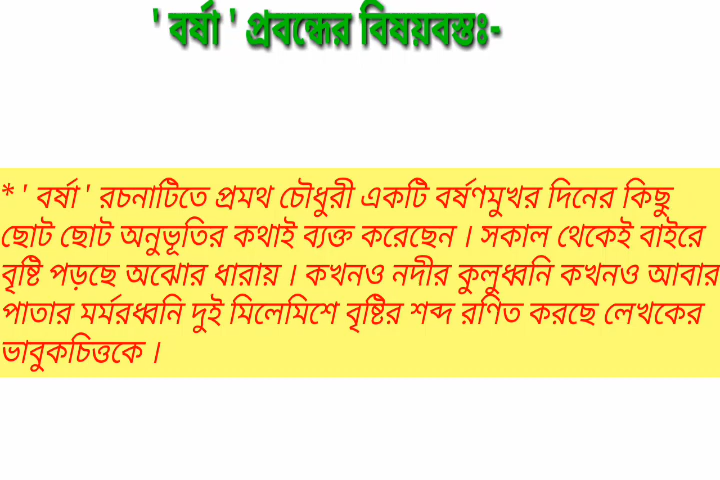 ' বর্ষা ' প্রবন্ধের বিষয়বস্তুঃ-
* ' বর্ষা ' রচনাটিতে প্রমথ চৌধুরী একটি বর্ষণমুখর দিনের কিছু
ছোট ছোট অনুভূতির কথাই ব্যক্ত করেছেন । সকাল থেকেই বাইরে
বৃষ্টি পড়ছে অঝোর ধারায় । কখনও নদীর কুলুধ্বনি কখনও আবার
পাতার মর্মরধ্বনি দুই মিলেমিশে বৃষ্টির শব্দ রণিত করছে লেখকের
ভাবুকচিত্তকে ।